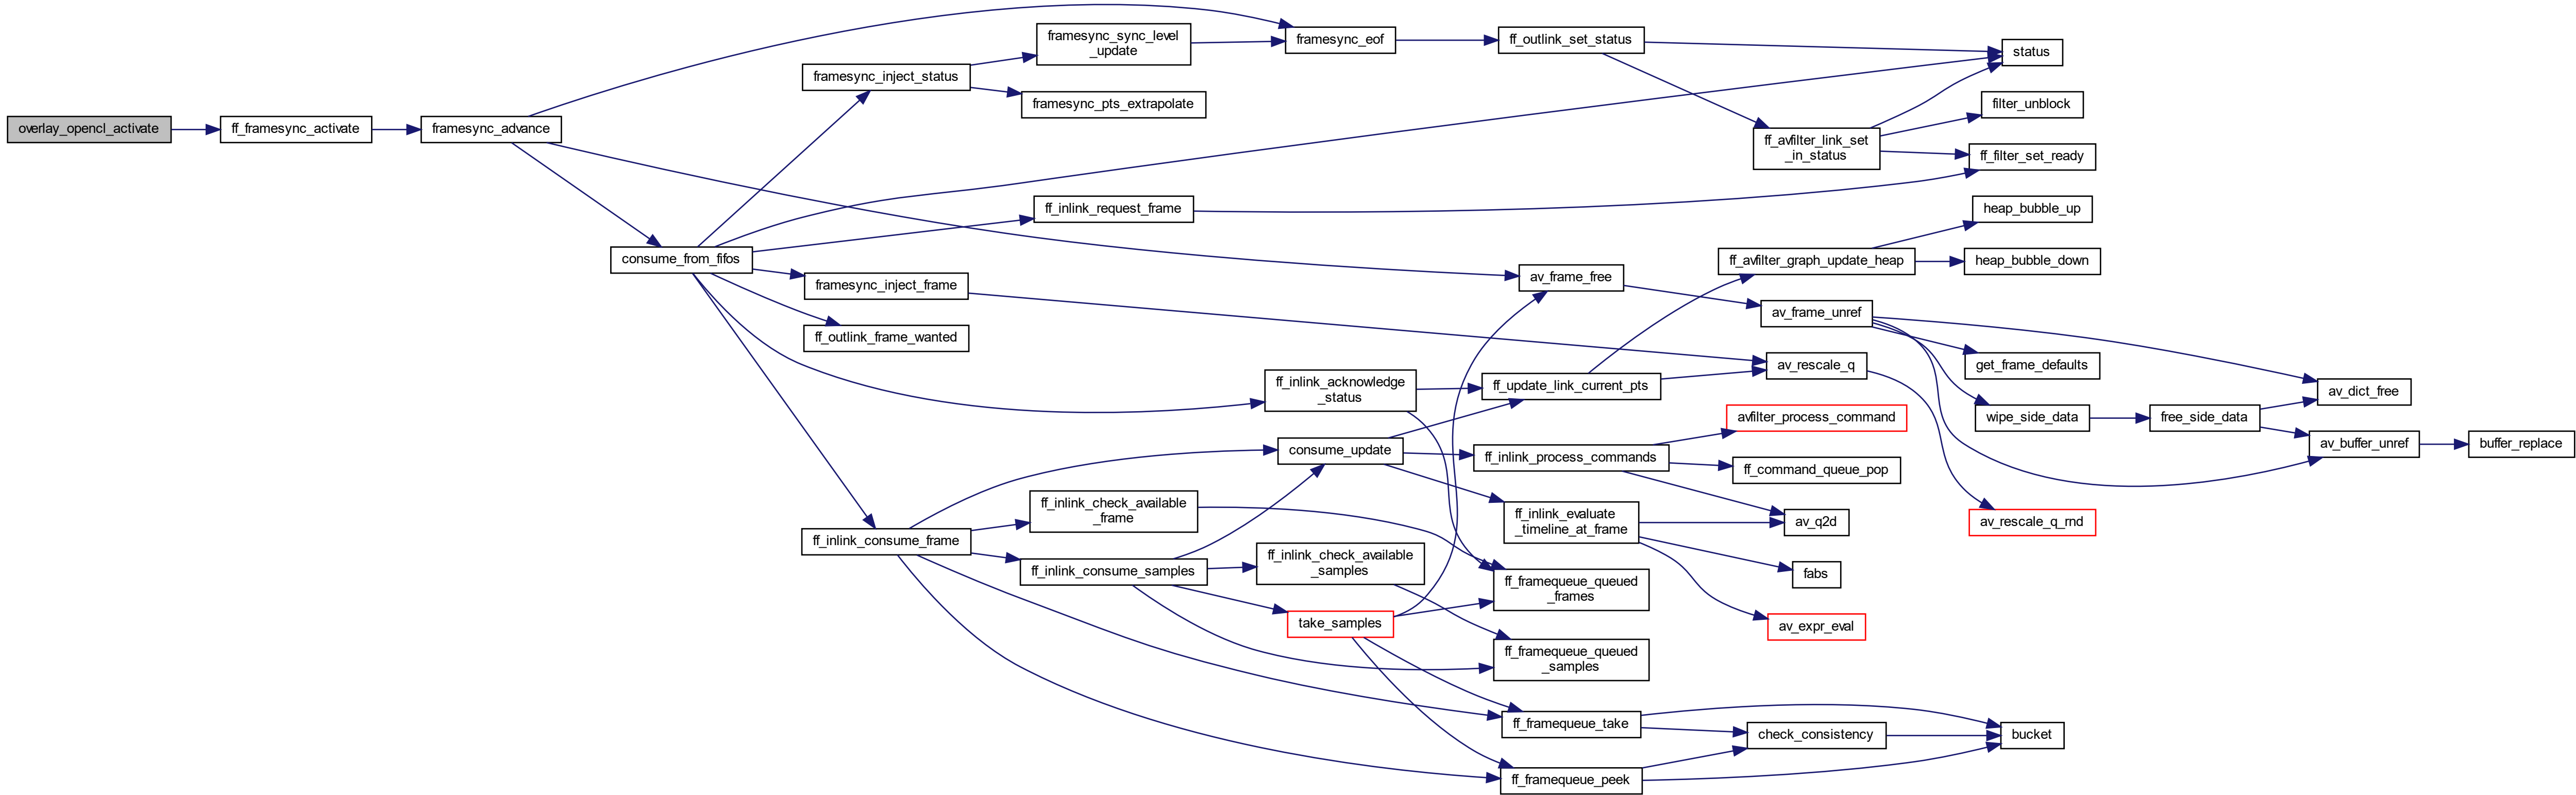 overlay_opencl_activate
ff_framesync_activate
framesync_advance
consume_from_fifos
framesync_inject_status
framesync_sync_level
_update
framesync_pts_extrapolate
framesync_eof
ff_outlink_set_status
status
ff_avfilter_link_set
_in_status
filter_unblock
ff_filter_set_ready
ff_inlink_request_frame
framesync_inject_frame
ff_outlink_frame_wanted
ff_inlink_acknowledge
_status
ff_inlink_consume_frame
consume_update
ff_inlink_check_available
_frame
ff_inlink_consume_samples
ff_inlink_check_available
_samples
take_samples
av_frame_free
ff_update_link_current_pts
ff_inlink_process_commands
ff_inlink_evaluate
_timeline_at_frame
ff_framequeue_queued
_frames
ff_framequeue_queued
_samples
ff_framequeue_take
ff_framequeue_peek
ff_avfilter_graph_update_heap
heap_bubble_up
heap_bubble_down
av_frame_unref
av_rescale_q
avfilter_process_command
ff_command_queue_pop
av_q2d
fabs
av_expr_eval
check_consistency
bucket
get_frame_defaults
wipe_side_data
av_rescale_q_rnd
free_side_data
av_dict_free
av_buffer_unref
buffer_replace